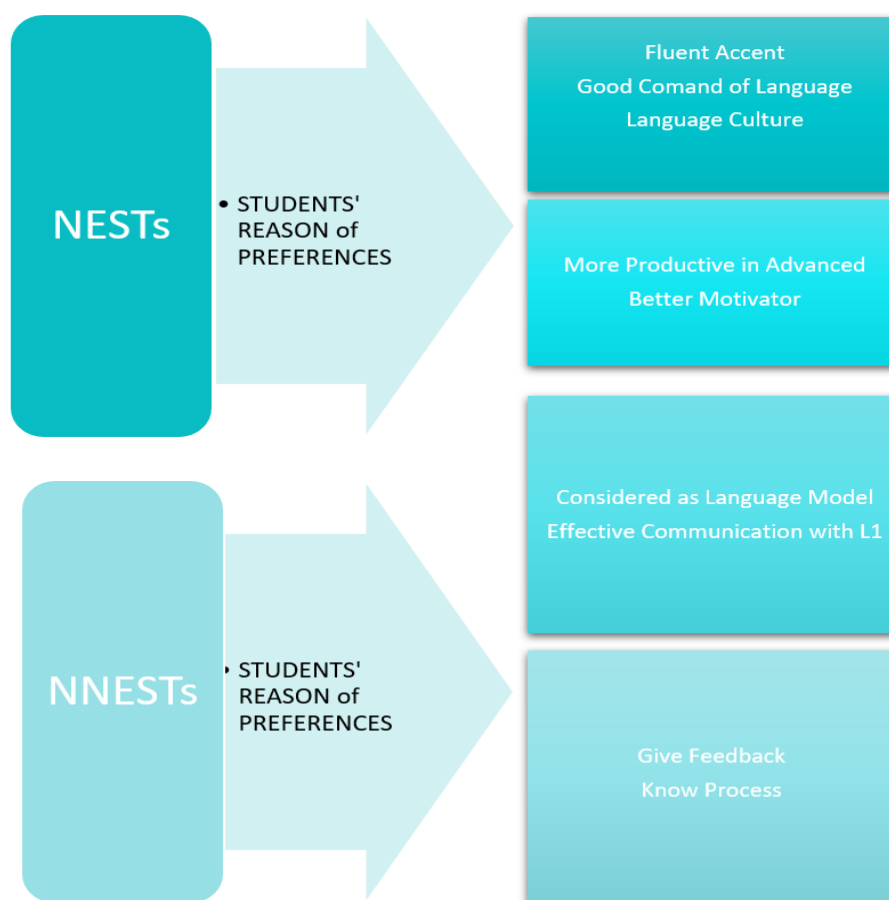 NESTs
• STUDENTS'
REASON of
PREFERENCES
Fluent Accent
Good Comand of Language
Language Culture
More Productive in Advanced
Better Motivator
NNESTs
• STUDENTS'
REASON of
PREFERENCES
Considered as Language Model
Effective Communication with L1
Give Feedback
Know Process